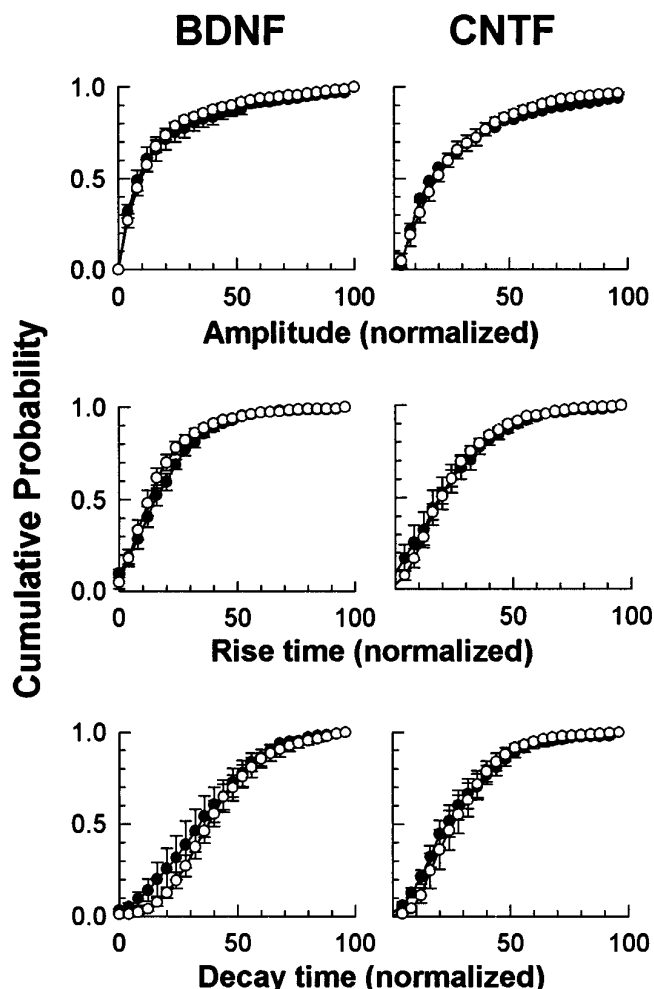 BDNF CNTF
1.0
0.5
0.0
0 50 100 50 100
Amplitude (normalized)
Cumulative Probability
1.0
0.5
0.0
0 50 100 50 100
Rise time (normalized)
1.0
0.5
0.0
0 50 100 50 100
Decay time (normalized)